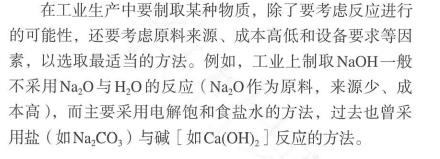 在工业生产中要制取某种物质，除了要考虑反应进行
的可能性，还要考虑原料来源、成本高低和设备要求等因
素，以选取最适当的方法。例如，工业上制取NaOH一般
不采用Na₂O与H₂O的反应（Na₂O作为原料，来源少、成
本高），而主要采用电解饱和食盐水的方法，过去也曾采
用盐（如Na₂CO₃）与碱［如Ca(OH)₂］反应的方法。